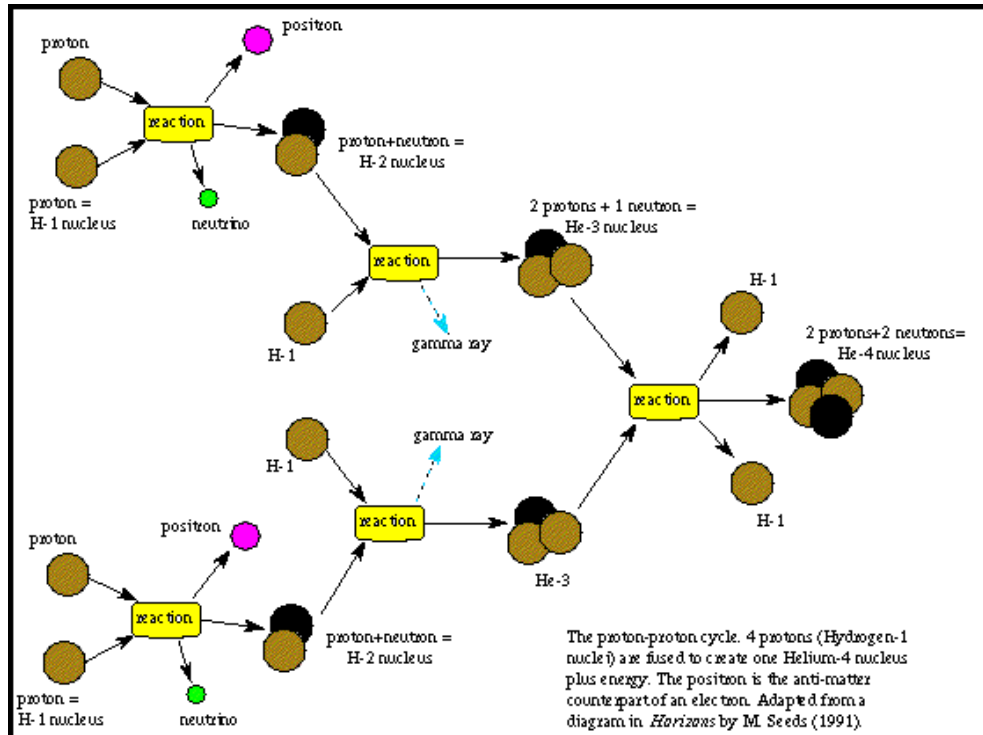 positron
proton
reaction
proton+neutron =
H-2 nucleus
proton =
H-1 nucleus
neutrino
2 protons + 1 neutron =
He-3 nucleus
reaction
H-1
gamma ray
H-1
2 protons+2 neutrons=
He-4 nucleus
reaction
H-1
gamma ray
H-1
reaction
He-3
positron
proton
reaction
proton+neutron =
H-2 nucleus
proton =
H-1 nucleus
neutrino
The proton-proton cycle. 4 protons (Hydrogen-1
nuclei) are fused to create one Helium-4 nucleus
plus energy. The positron is the anti-matter
counterpart of an electron. Adapted from a
diagram in Horizons by M. Seeds (1991).